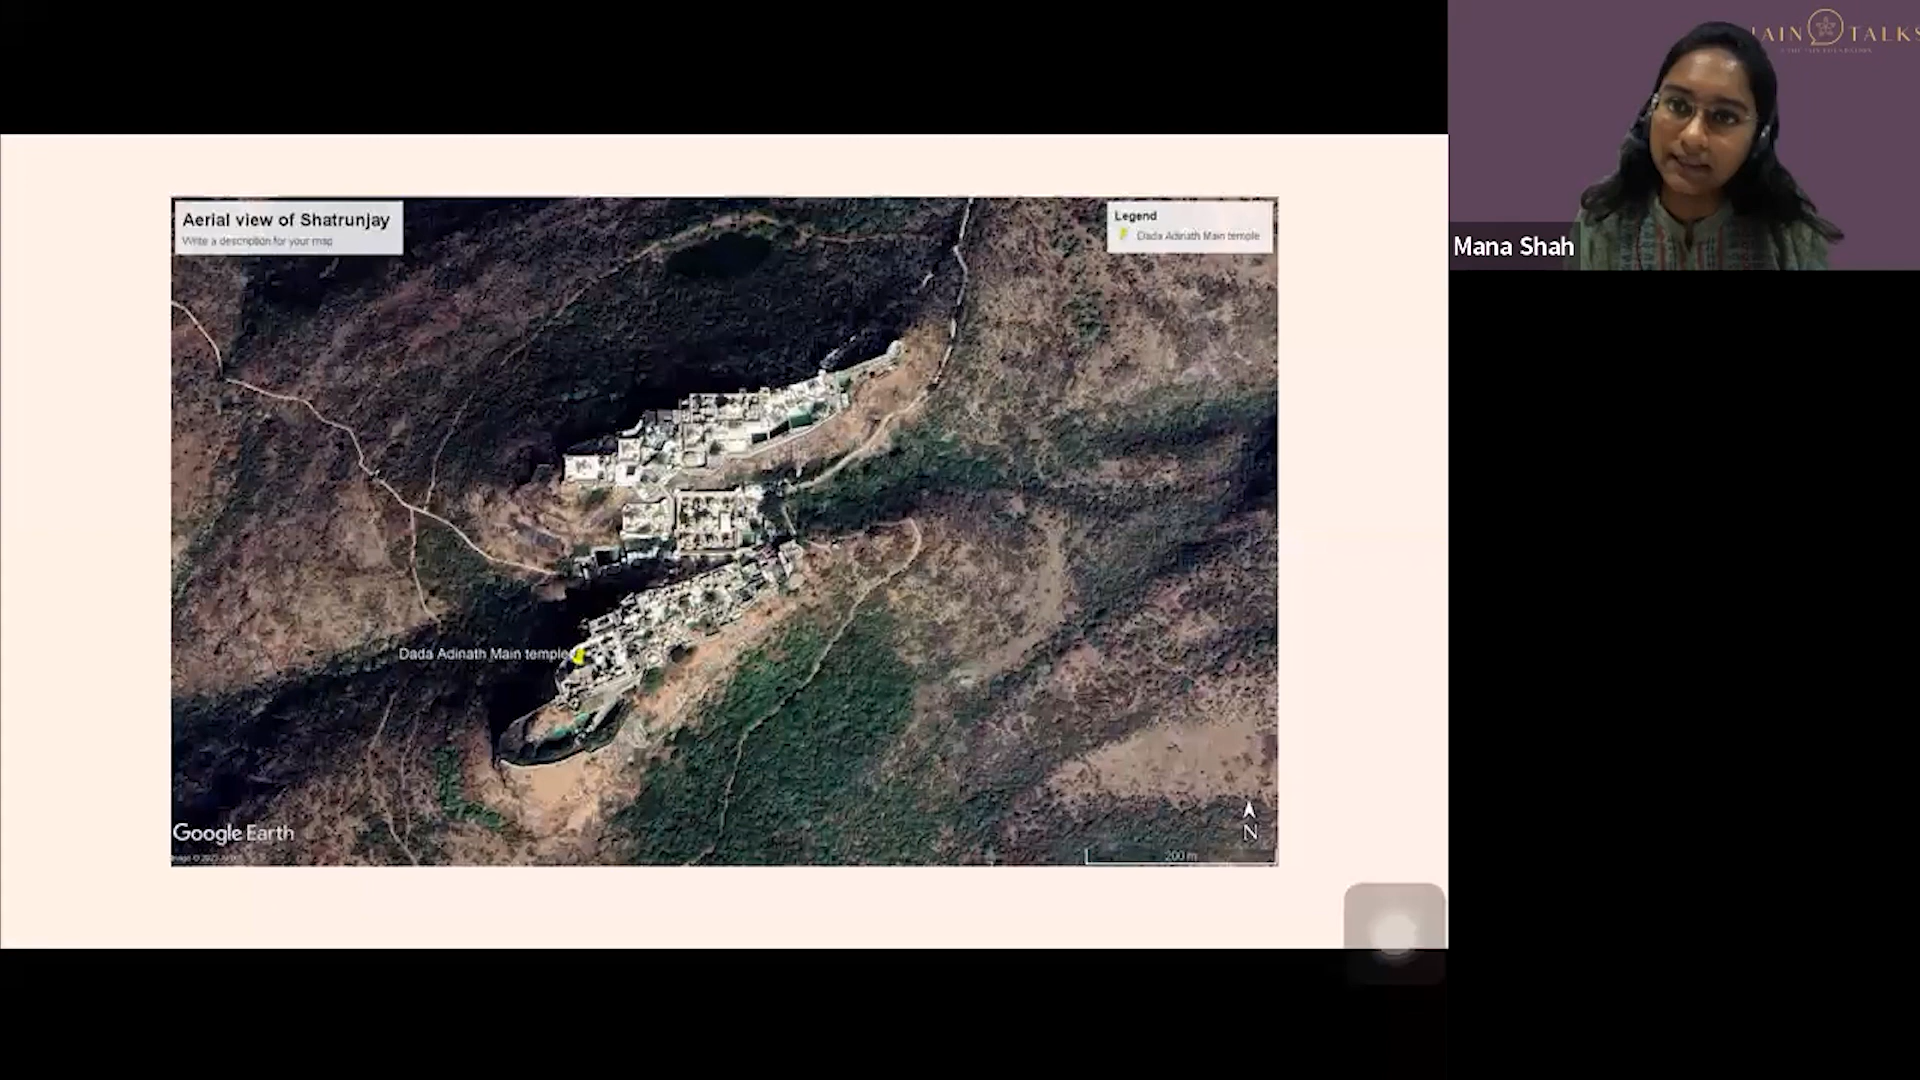 Aerial view of Shatrunjay
Write a description for your map
Legend
Dada Adinath Main temple
Dada Adinath Main temple
Google Earth
N
200 m
AIN TALKS
Mana Shah